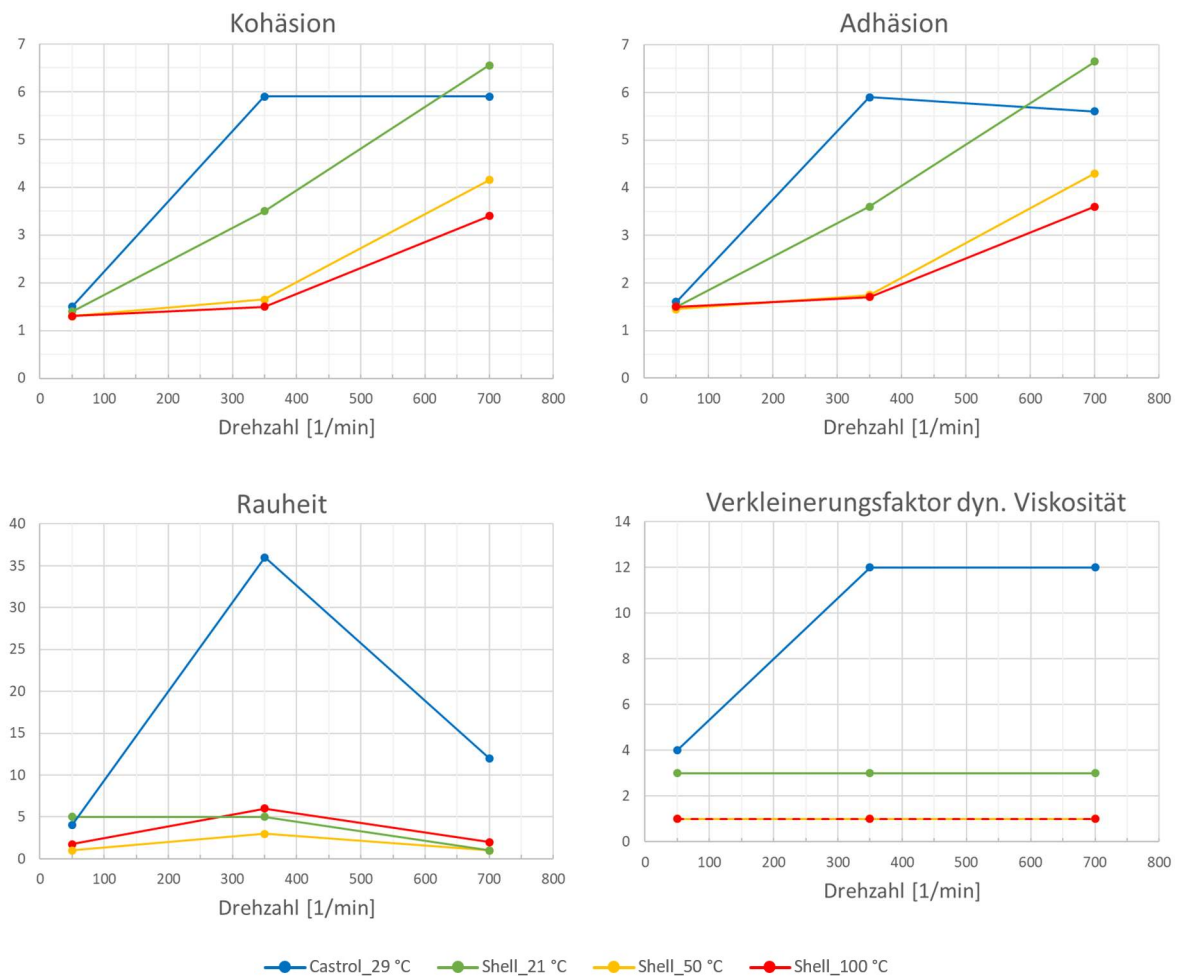 Kohäsion
7
6
5
4
3
2
1
0
0 100 200 300 400 500 600 700 800
Drehzahl [1/min]
Adhäsion
7
6
5
4
3
2
1
0
0 100 200 300 400 500 600 700 800
Drehzahl [1/min]
Rauheit
40
35
30
25
20
15
10
5
0
0 100 200 300 400 500 600 700 800
Drehzahl [1/min]
Verkleinerungsfaktor dyn. Viskosität
14
12
10
8
6
4
2
0
0 100 200 300 400 500 600 700 800
Drehzahl [1/min]
Castrol_29 °C Shell_21 °C Shell_50 °C Shell_100 °C